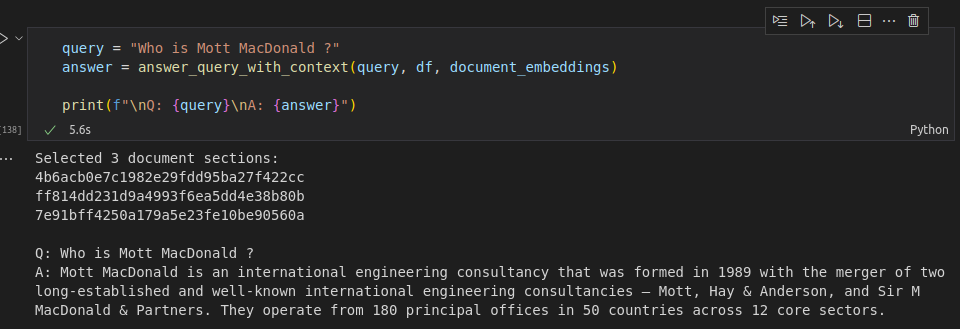 query = "Who is Mott MacDonald ?"
answer = answer_query_with_context(query, df, document_embeddings)
print(f"\nQ: {query}\nA: {answer}")
[138]
5.6s
Python
Selected 3 document sections:
4b6acb0e7c1982e29fdd95ba27f422cc
ff814dd231d9a4993f6ea5dd4e38b80b
7e91bff4250a179a5e23fe10be90560a
Q: Who is Mott MacDonald ?
A: Mott MacDonald is an international engineering consultancy that was formed in 1989 with the merger of two
long-established and well-known international engineering consultancies – Mott, Hay & Anderson, and Sir M
MacDonald & Partners. They operate from 180 principal offices in 50 countries across 12 core sectors.